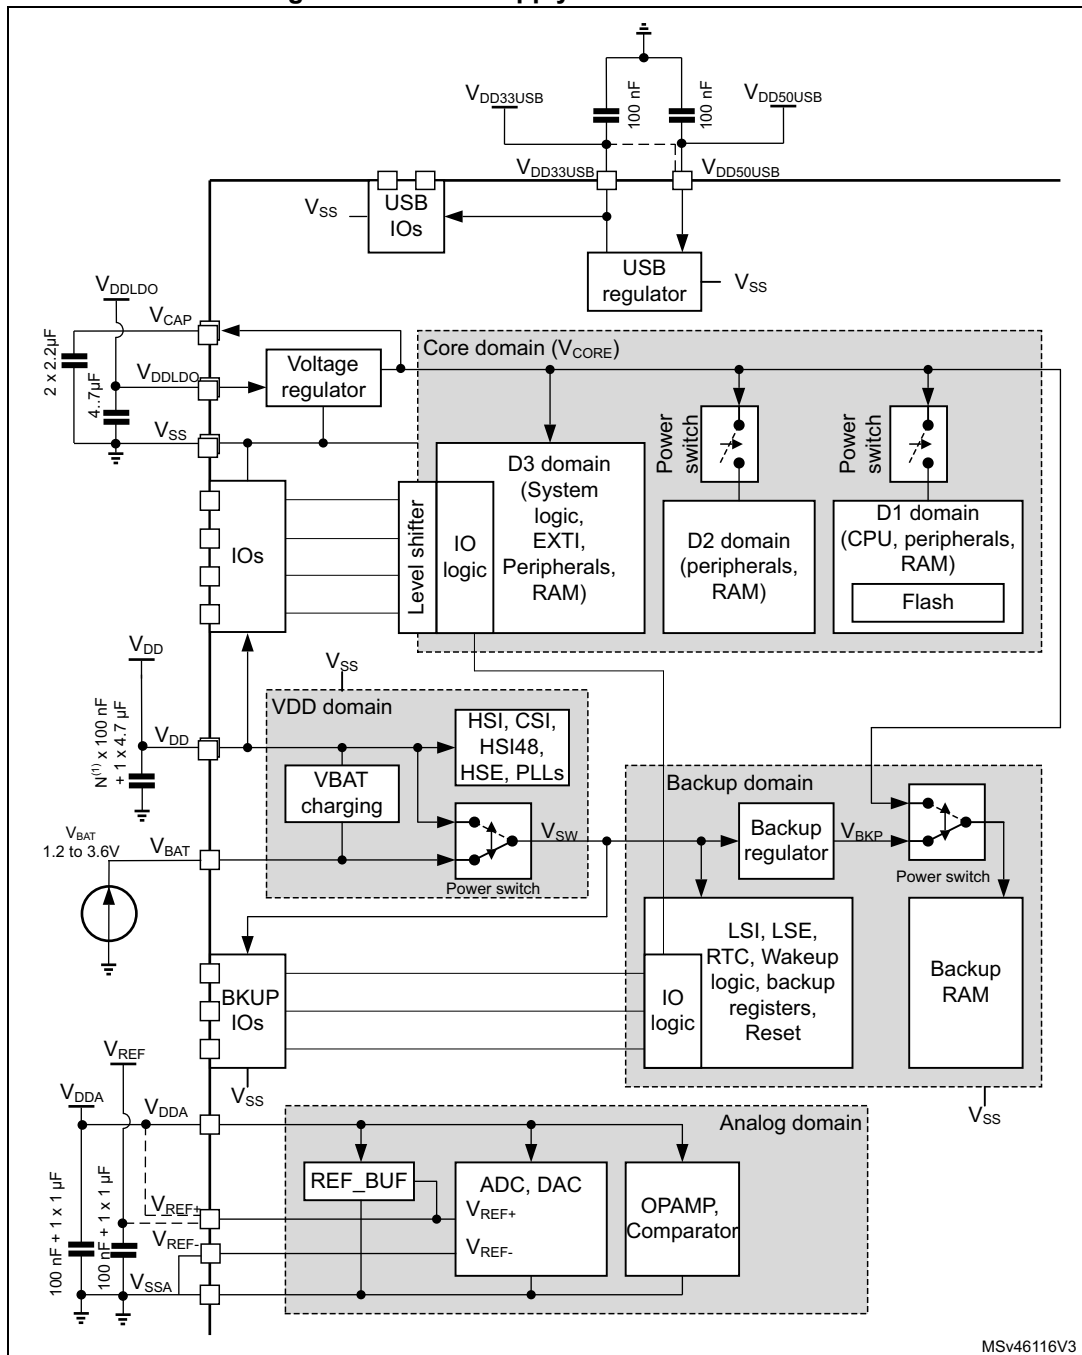 VDD33USB
100 nF
100 nF
VDD50USB
VDD33USB
VDD50USB
VSS
USB
IOs
USB
regulator
VSS
VDDLDO
VCAP
2 x 2.2µF
VDDLDO
4..7µF
VSS
Voltage
regulator
Core domain (VCORE)
Power
switch
Power
switch
D3 domain
(System
logic,
EXTI,
Peripherals,
RAM)
D2 domain
(peripherals,
RAM)
D1 domain
(CPU, peripherals,
RAM)
Flash
IOs
Level shifter
IO
logic
VDD
VSS
VDD domain
N(1) x 100 nF
+ 1 x 4.7 µF
VDD
HSI, CSI,
HSI48,
HSE, PLLs
VBAT
charging
Backup domain
VBAT
1.2 to 3.6V
VBAT
VSW
Power switch
Backup
regulator
VBKP
Power switch
BKUP
IOs
IO
logic
LSI, LSE,
RTC, Wakeup
logic, backup
registers,
Reset
Backup
RAM
VREF
VSS
VSS
VDDA
VDDA
Analog domain
REF_BUF
ADC, DAC
VREF+
VREF-
OPAMP,
Comparator
100 nF + 1 x 1 µF
100 nF + 1 x 1 µF
VREF+
VREF-
VSSA
MSv46116V3